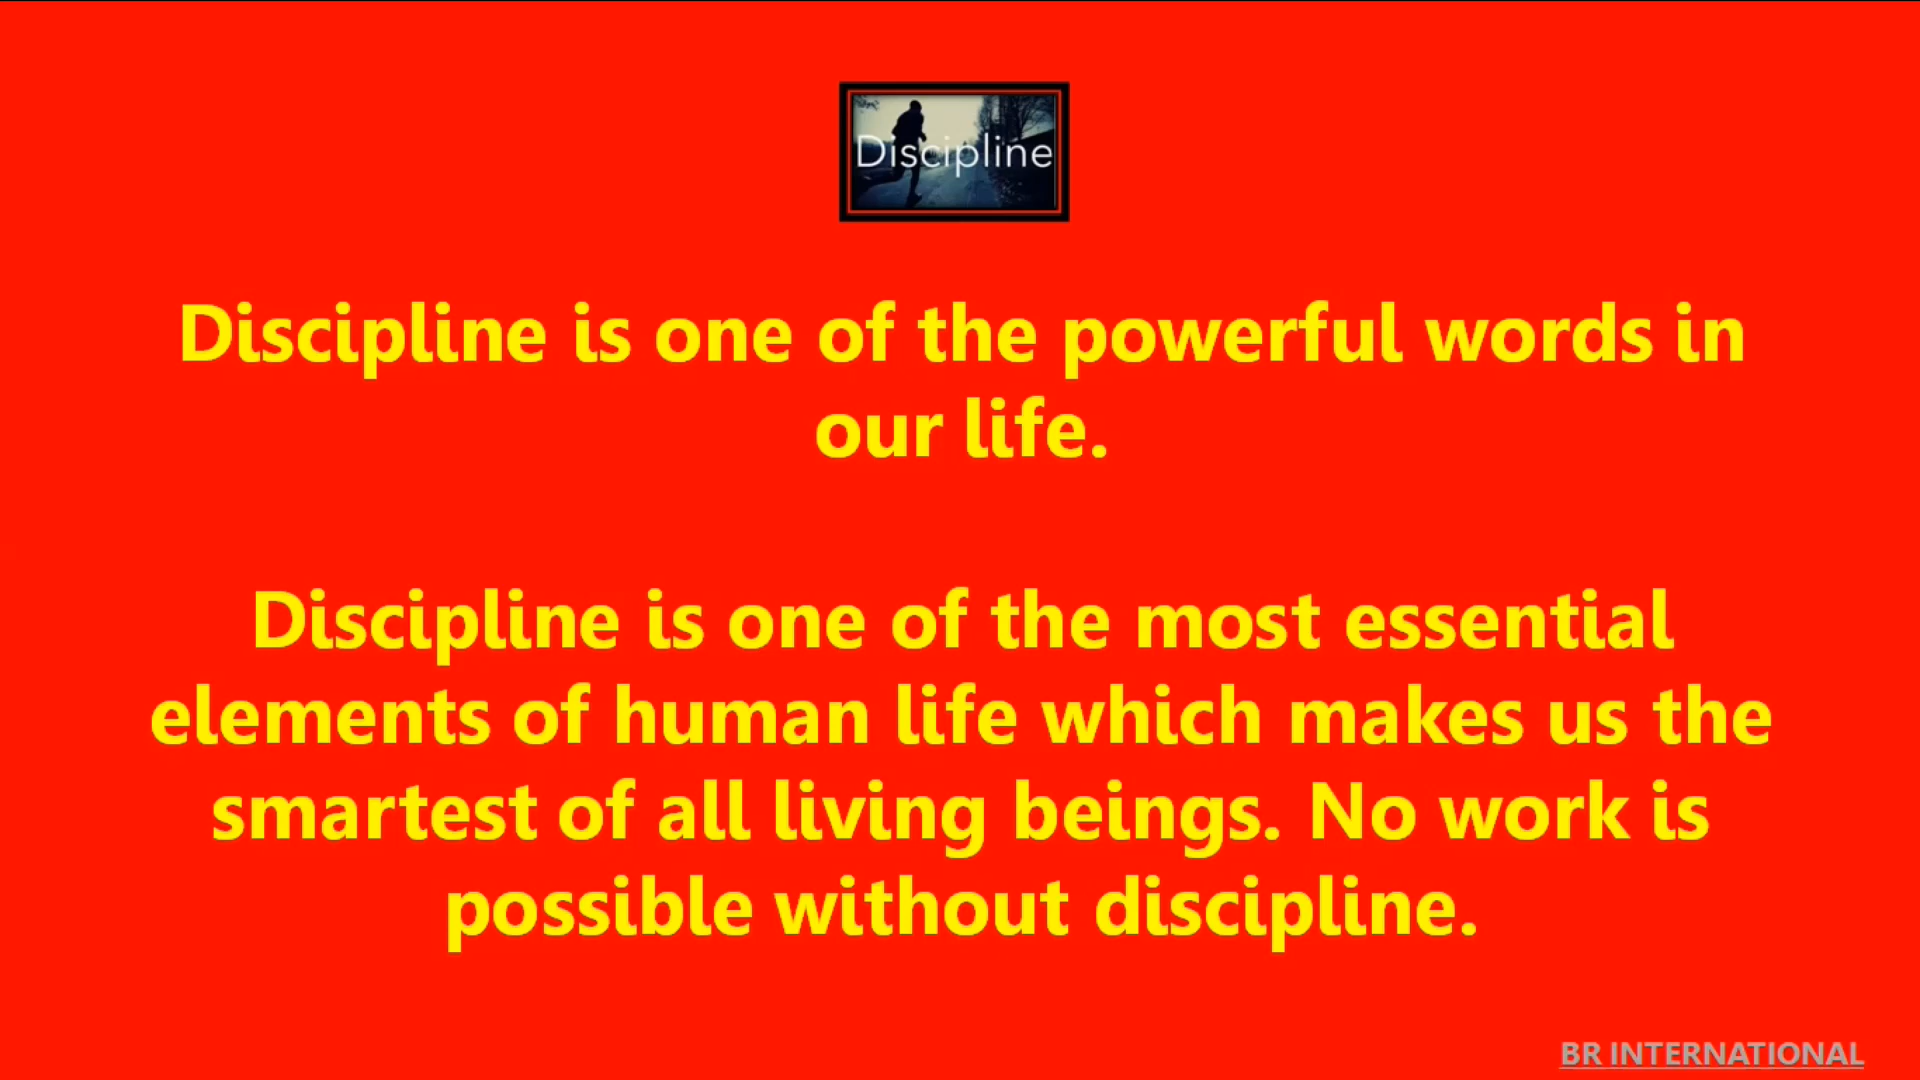 Discipline
Discipline is one of the powerful words in
our life.
Discipline is one of the most essential
elements of human life which makes us the
smartest of all living beings. No work is
possible without discipline.
BR INTERNATIONAL